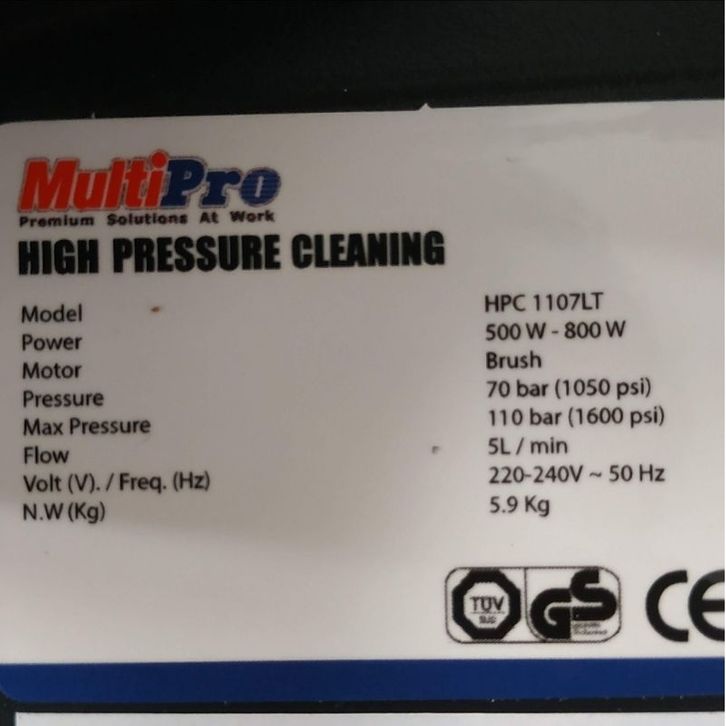 MultiPro
Premium Solutions At Work
HIGH PRESSURE CLEANING
Model HPC 1107LT
Power 500 W - 800 W
Motor Brush
Pressure 70 bar (1050 psi)
Max Pressure 110 bar (1600 psi)
Flow 5L / min
Volt (V). / Freq. (Hz) 220-240V ~ 50 Hz
N.W (Kg) 5.9 Kg
TÜV GS CE